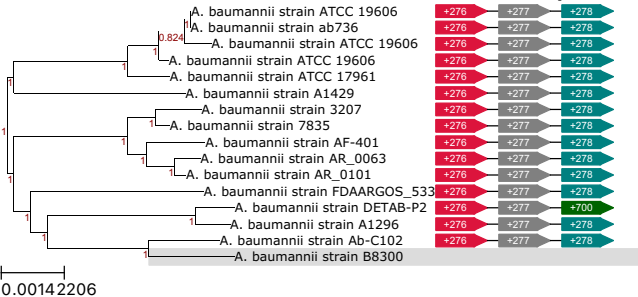 A. baumannii strain ATCC 19606 +276 +277 +278
A. baumannii strain ab736 +276 +277 +278
0.824 A. baumannii strain ATCC 19606 +276 +277 +278
1 A. baumannii strain ATCC 19606 +276 +277 +278
1 1 A. baumannii strain ATCC 17961 +276 +277 +278
A. baumannii strain A1429 +276 +277 +278
A. baumannii strain 3207 +276 +277 +278
1 1 1 A. baumannii strain 7835 +276 +277 +278
A. baumannii strain AF-401 +276 +277 +278
1 A. baumannii strain AR_0063 +276 +277 +278
1 1 A. baumannii strain AR_0101 +276 +277 +278
A. baumannii strain FDAARGOS_533 +276 +277 +278
A. baumannii strain DETAB-P2 +276 +277 +700
1 1 A. baumannii strain A1296 +276 +277 +278
1 A. baumannii strain Ab-C102 +276 +277 +278
1 A. baumannii strain B8300 +276 +277 +278
0.00142206